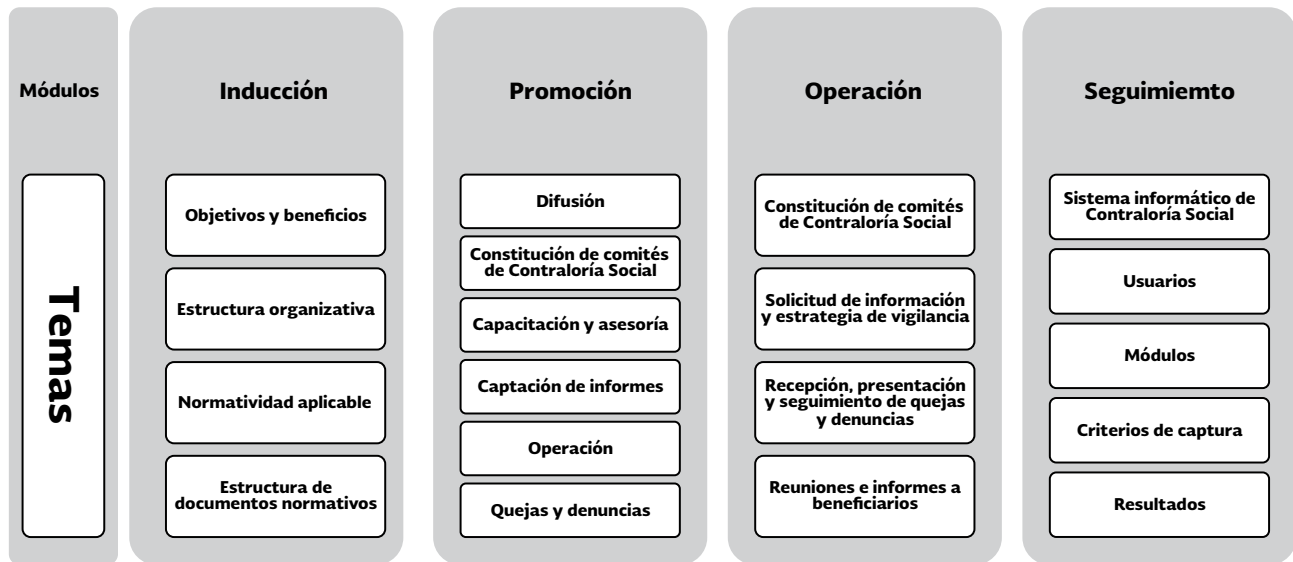 Módulos
Inducción
Promoción
Operación
Seguimiemto
Temas
Objetivos y beneficios
Estructura organizativa
Normatividad aplicable
Estructura de
documentos normativos
Difusión
Constitución de comités
de Contraloría Social
Capacitación y asesoría
Captación de informes
Operación
Quejas y denuncias
Constitución de comités
de Contraloría Social
Solicitud de información
y estrategia de vigilancia
Recepción, presentación
y seguimiento de quejas
y denuncias
Reuniones e informes a
beneficiarios
Sistema informático de
Contraloría Social
Usuarios
Módulos
Criterios de captura
Resultados